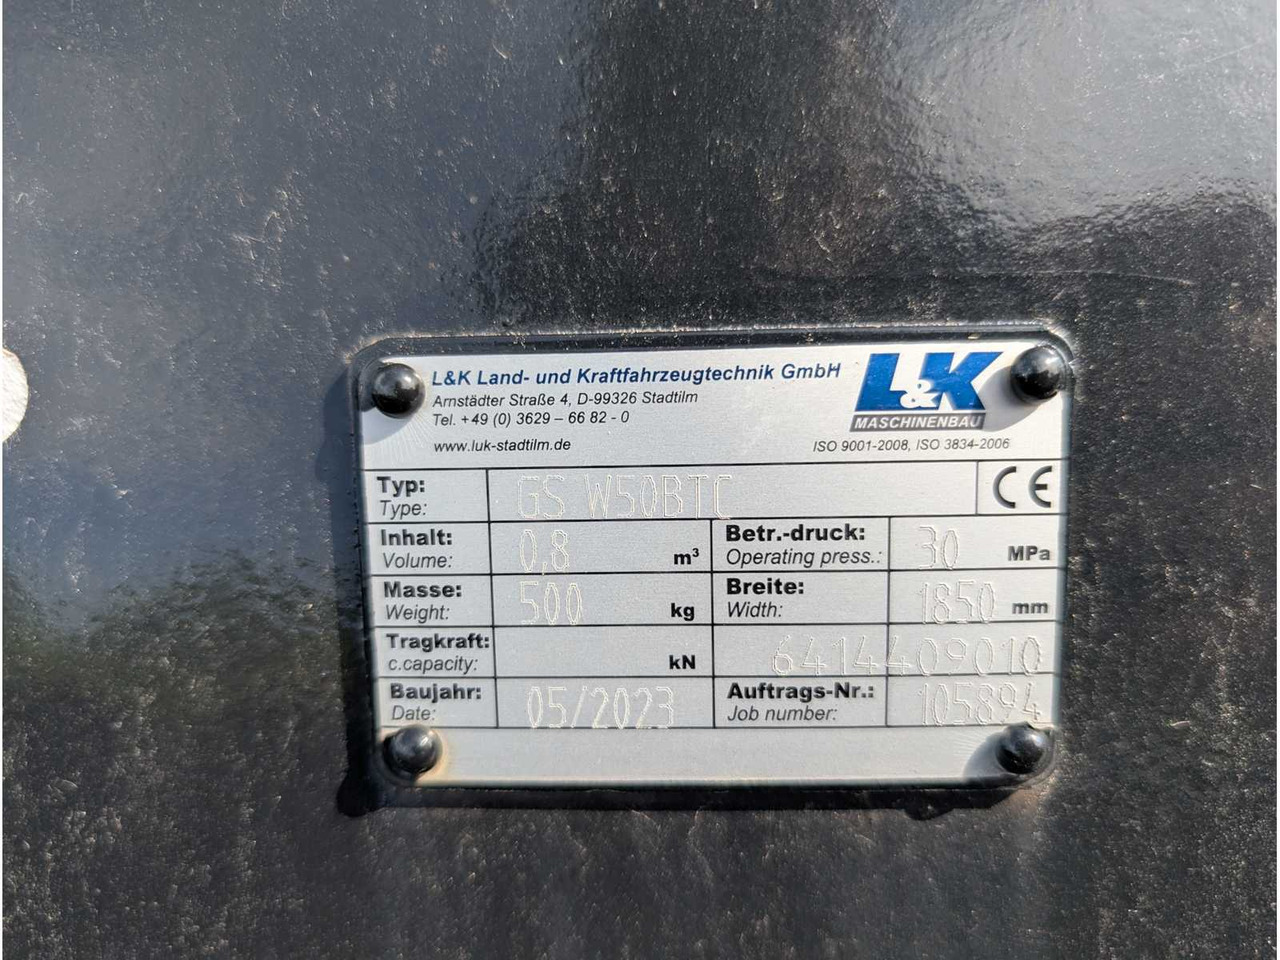 L&K Land- und Kraftfahrzeugtechnik GmbH
Arnstädter Straße 4, D-99326 Stadtilm
Tel. +49 (0) 3629 – 66 82 - 0
www.luk-stadtilm.de
L&K
MASCHINENBAU
ISO 9001-2008, ISO 3834-2006
Typ: GS W50BTC CE
Type:
Inhalt: 0,8 m³ Betr.-druck: 30 MPa
Volume: Operating press.:
Masse: 500 kg Breite: 1850 mm
Weight: Width:
Tragkraft: kN 6414409010
c.capacity:
Baujahr: 05/2023 Auftrags-Nr.: 105894
Date: Job number: